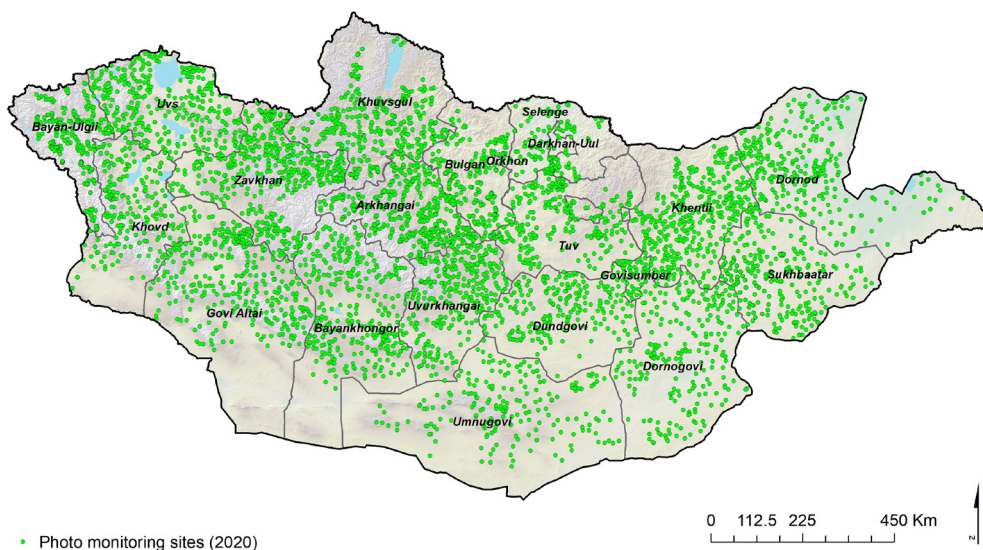 Khuvsgul
Uvs
Selenge
Bayan-Ulgii
Darkhan-Uul
Orkhon
Bulgan
Zavkhan
Dornod
Arkhangai
Khentii
Khovd
Tuv
Govisumber
Sukhbaatar
Uvurkhangai
Govi Altai
Bayankhongor
Dundgovi
Dornogovi
Umnugovi
0 112.5 225 450 Km
N
Photo monitoring sites (2020)